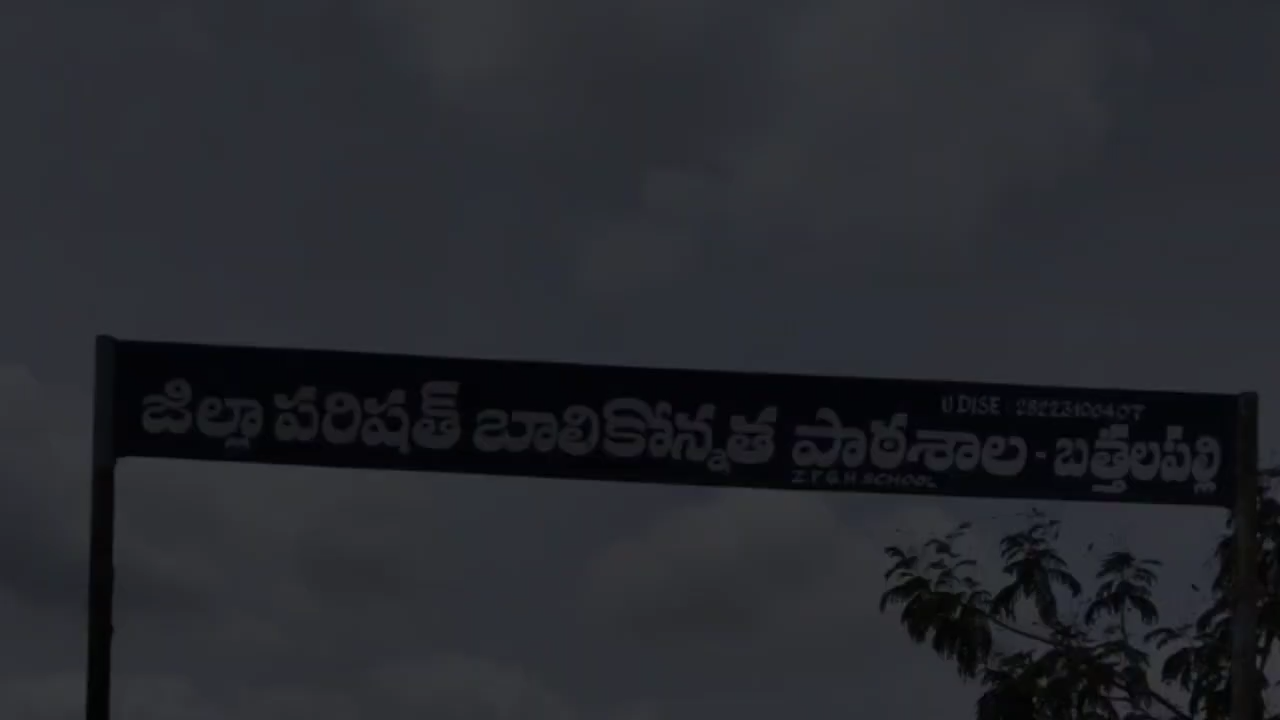 U DISE 28223100407
జిల్లా పరిషత్ బాలికోన్నత పాఠశాల - బత్తలపల్లి
Z.P.G.H.SCHOOL